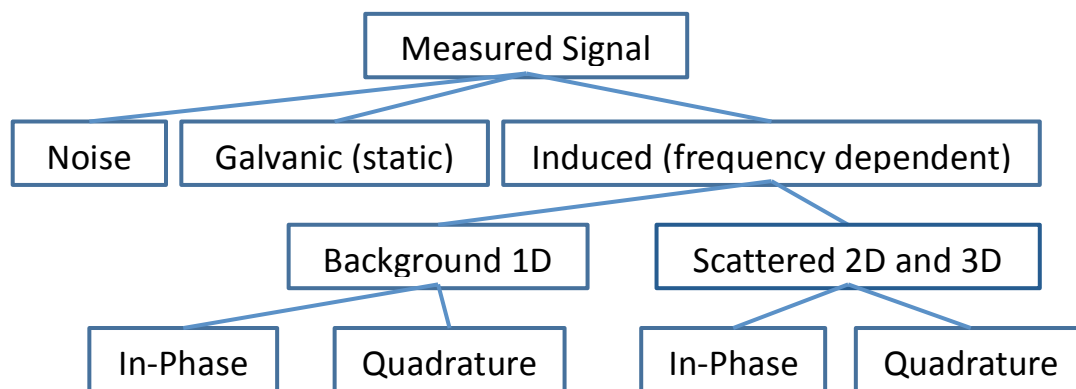 Measured Signal
Noise
Galvanic (static)
Induced (frequency dependent)
Background 1D
Scattered 2D and 3D
In-Phase
Quadrature
In-Phase
Quadrature